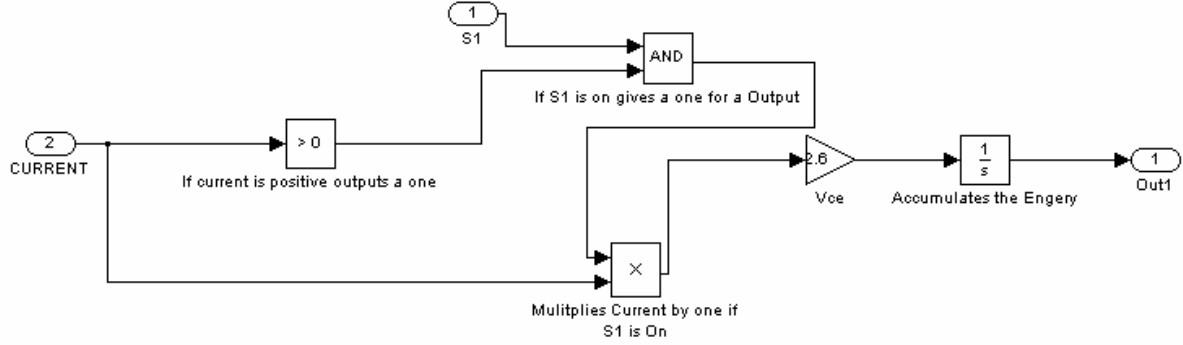 1
S1
AND
If S1 is on gives a one for a Output
2
CURRENT
> 0
If current is positive outputs a one
2.6
Vce
1
s
Accumulates the Engery
1
Out1
×
Mulitplies Current by one if
S1 is On